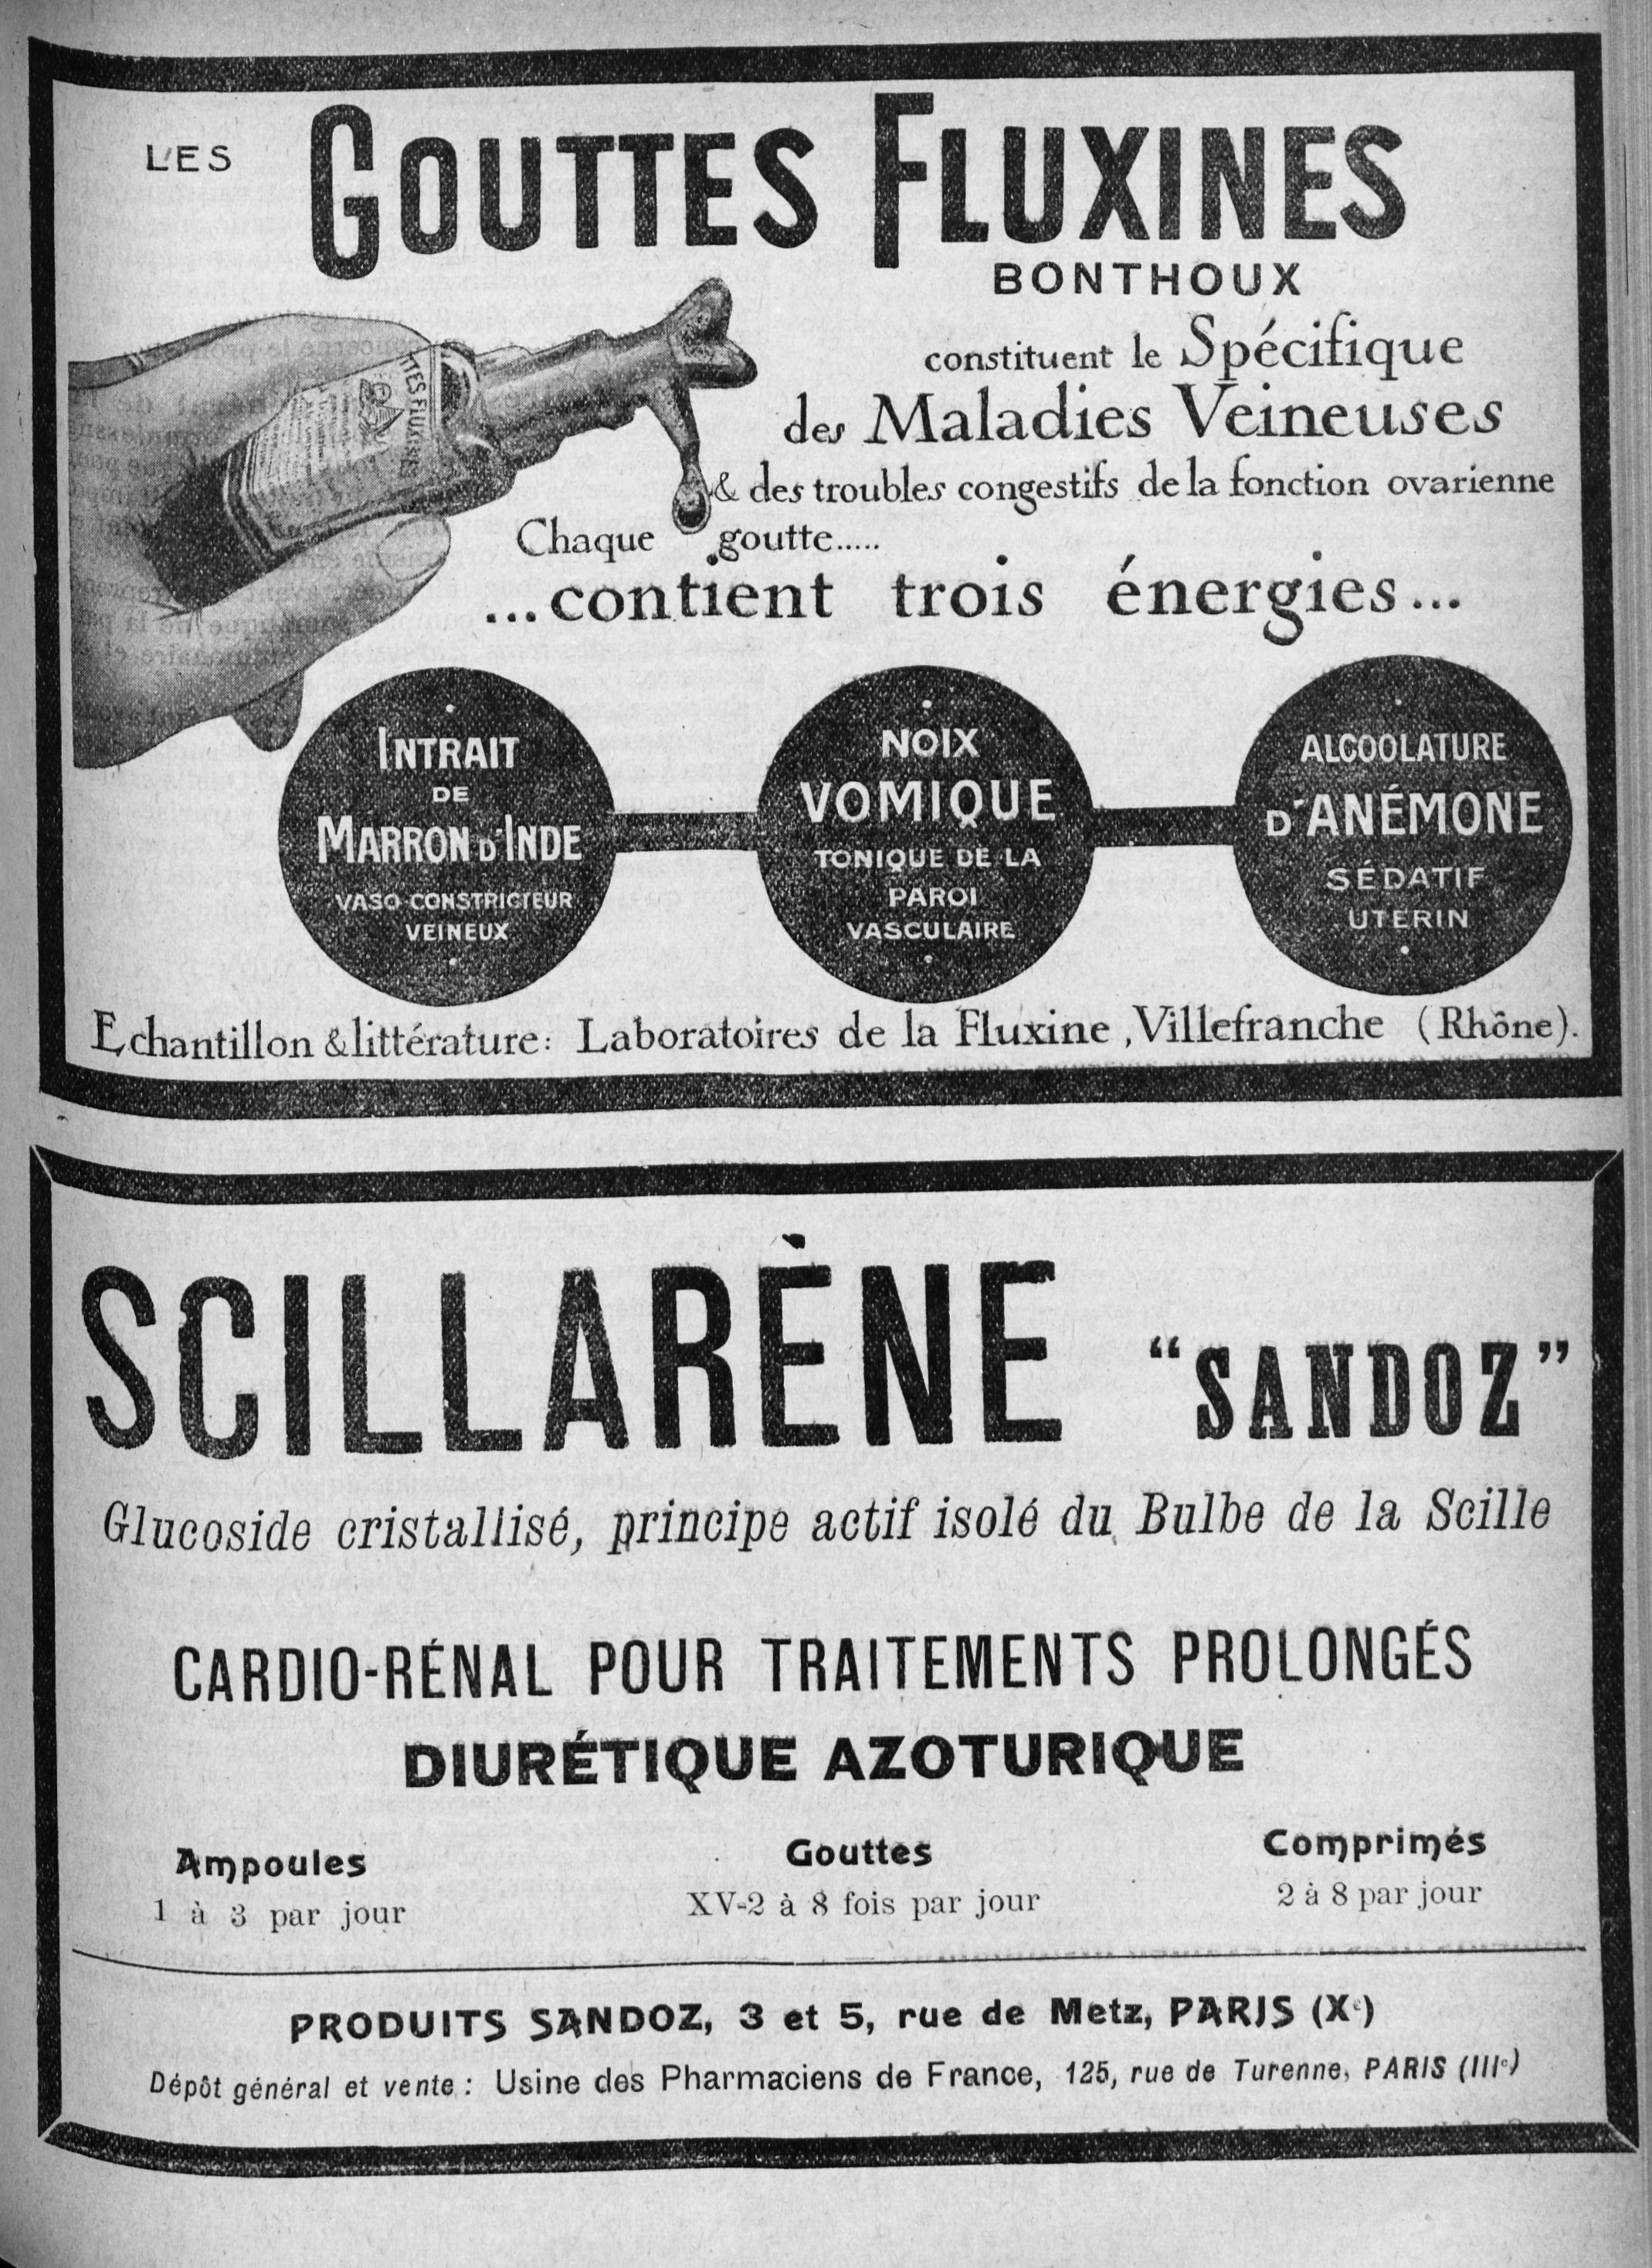 LES GOUTTES FLUXINES
BONTHOUX
constituent le Spécifique
des Maladies Veineuses
& des troubles congestifs de la fonction ovarienne
Chaque goutte.....
...contient trois énergies...
INTRAIT
DE
MARRON D'INDE
VASO-CONSTRICTEUR
VEINEUX
NOIX
VOMIQUE
TONIQUE DE LA
PAROI
VASCULAIRE
ALCOOLATURE
D'ANÉMONE
SÉDATIF
UTERIN
Echantillon & littérature: Laboratoires de la Fluxine, Villefranche (Rhône).
SCILLARÈNE “SANDOZ”
Glucoside cristallisé, principe actif isolé du Bulbe de la Scille
CARDIO-RÉNAL POUR TRAITEMENTS PROLONGÉS
DIURÉTIQUE AZOTURIQUE
Ampoules
1 à 3 par jour
Gouttes
XV-2 à 8 fois par jour
Comprimés
2 à 8 par jour
PRODUITS SANDOZ, 3 et 5, rue de Metz, PARIS (Xe)
Dépôt général et vente : Usine des Pharmaciens de France, 125, rue de Turenne, PARIS (IIIe)